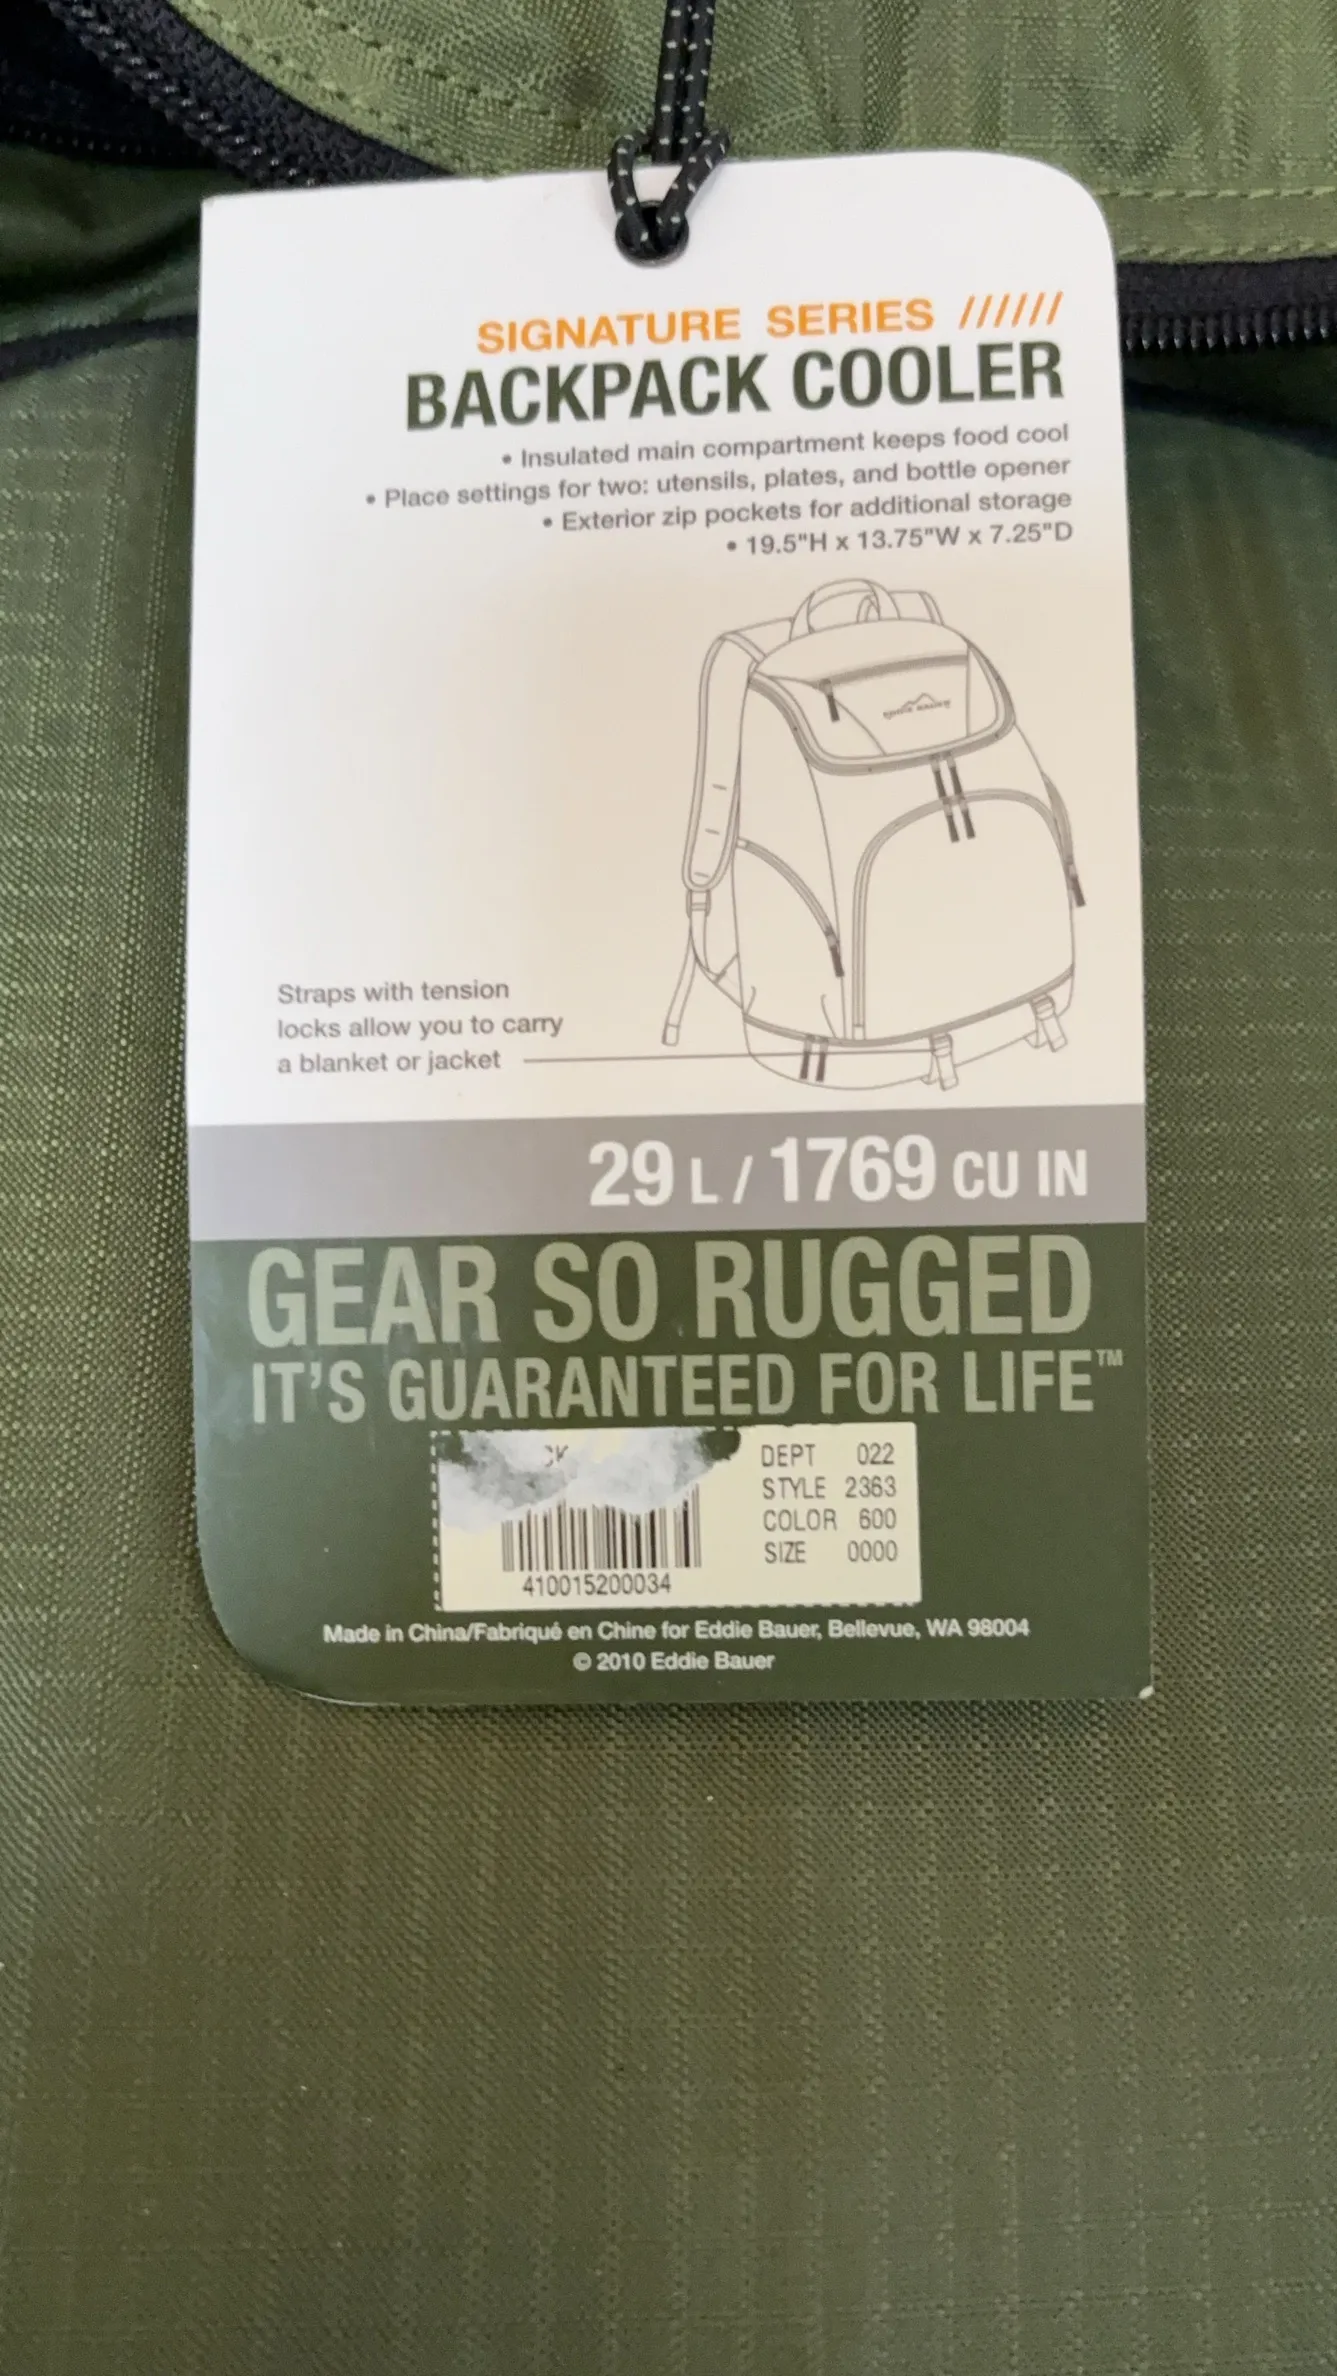 SIGNATURE SERIES //////
BACKPACK COOLER
• Insulated main compartment keeps food cool
• Place settings for two: utensils, plates, and bottle opener
• Exterior zip pockets for additional storage
• 19.5"H x 13.75"W x 7.25"D
EDDIE BAUER
Straps with tension
locks allow you to carry
a blanket or jacket
29 L / 1769 CU IN
GEAR SO RUGGED
IT'S GUARANTEED FOR LIFE™
DEPT 022
STYLE 2363
COLOR 600
SIZE 0000
410015200034
Made in China/Fabriqué en Chine for Eddie Bauer, Bellevue, WA 98004
© 2010 Eddie Bauer